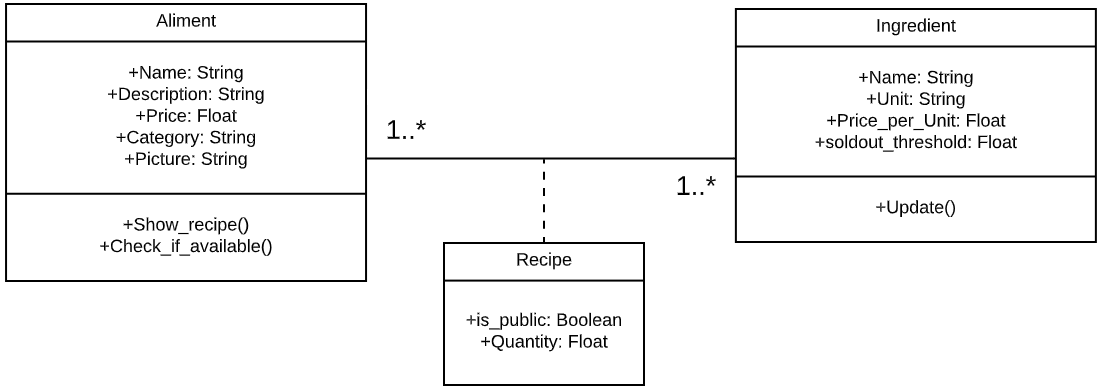 Aliment
+Name: String
+Description: String
+Price: Float
+Category: String
+Picture: String
+Show_recipe()
+Check_if_available()
1..*
1..*
Ingredient
+Name: String
+Unit: String
+Price_per_Unit: Float
+soldout_threshold: Float
+Update()
Recipe
+is_public: Boolean
+Quantity: Float